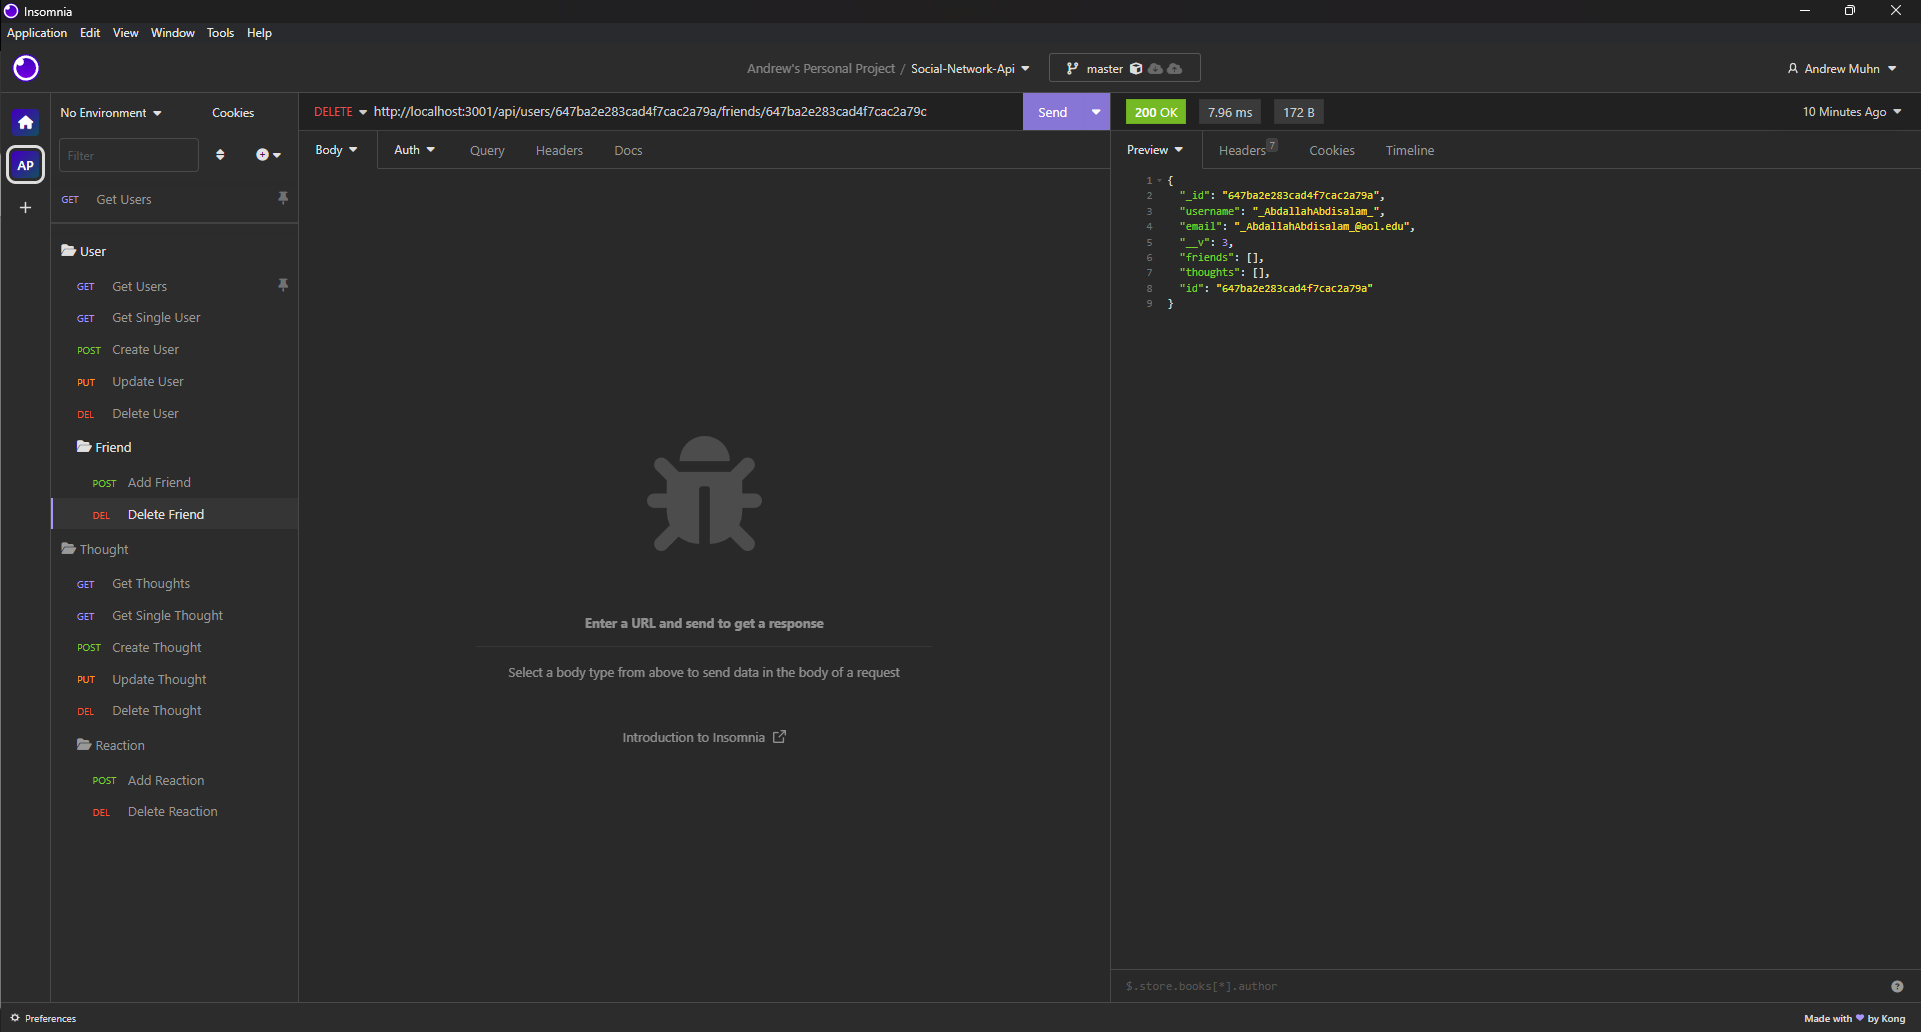 Insomnia
Application Edit View Window Tools Help
Andrew's Personal Project / Social-Network-Api master Andrew Muhn
No Environment Cookies
DELETE http://localhost:3001/api/users/647ba2e283cad4f7cac2a79a/friends/647ba2e283cad4f7cac2a79c Send
200 OK 7.96 ms 172 B 10 Minutes Ago
Filter
AP
GET Get Users
User
GET Get Users
GET Get Single User
POST Create User
PUT Update User
DEL Delete User
Friend
POST Add Friend
DEL Delete Friend
Thought
GET Get Thoughts
GET Get Single Thought
POST Create Thought
PUT Update Thought
DEL Delete Thought
Reaction
POST Add Reaction
DEL Delete Reaction
Body Auth Query Headers Docs
Enter a URL and send to get a response
Select a body type from above to send data in the body of a request
Introduction to Insomnia
Preview Headers 7 Cookies Timeline
1 {
2 "_id": "647ba2e283cad4f7cac2a79a",
3 "username": "_AbdallahAbdisalam_",
4 "email": "_AbdallahAbdisalam_@aol.edu",
5 "__v": 3,
6 "friends": [],
7 "thoughts": [],
8 "id": "647ba2e283cad4f7cac2a79a"
9 }
$.store.books[*].author ?
Preferences
Made with ♥ by Kong